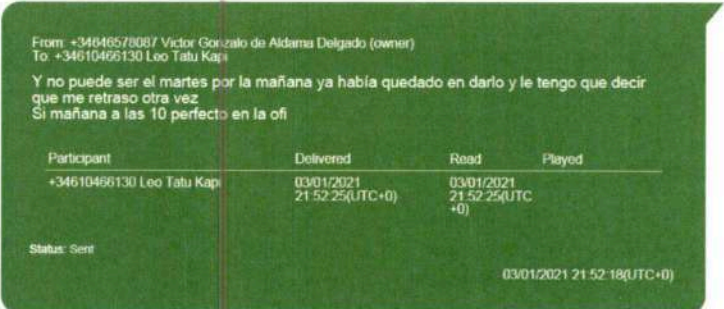 From: +34646578087 Victor Gonzalo de Aldama Delgado (owner)
To: +34610466130 Leo Tatu Kapi
Y no puede ser el martes por la mañana ya había quedado en darlo y le tengo que decir
que me retraso otra vez
Si mañana a las 10 perfecto en la ofi
Participant Delivered Read Played
+34610466130 Leo Tatu Kapi 03/01/2021 03/01/2021
21:52:25(UTC+0) 21:52:25(UTC
+0)
Status: Sent
03/01/2021 21:52:18(UTC+0)